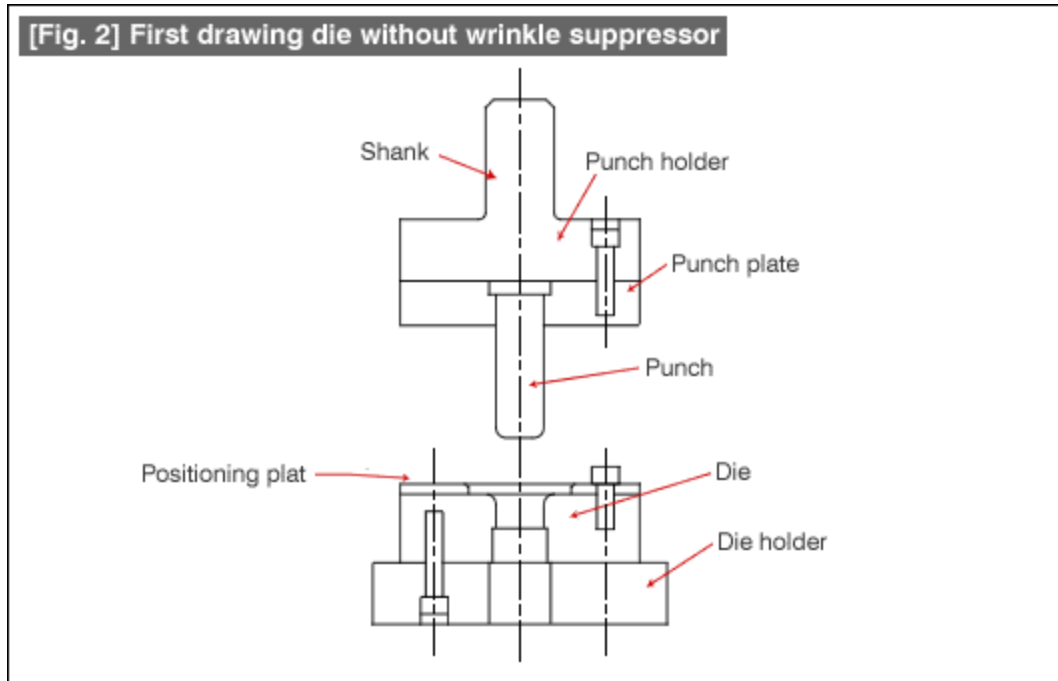 [Fig. 2] First drawing die without wrinkle suppressor
Shank
Punch holder
Punch plate
Punch
Positioning plat
Die
Die holder